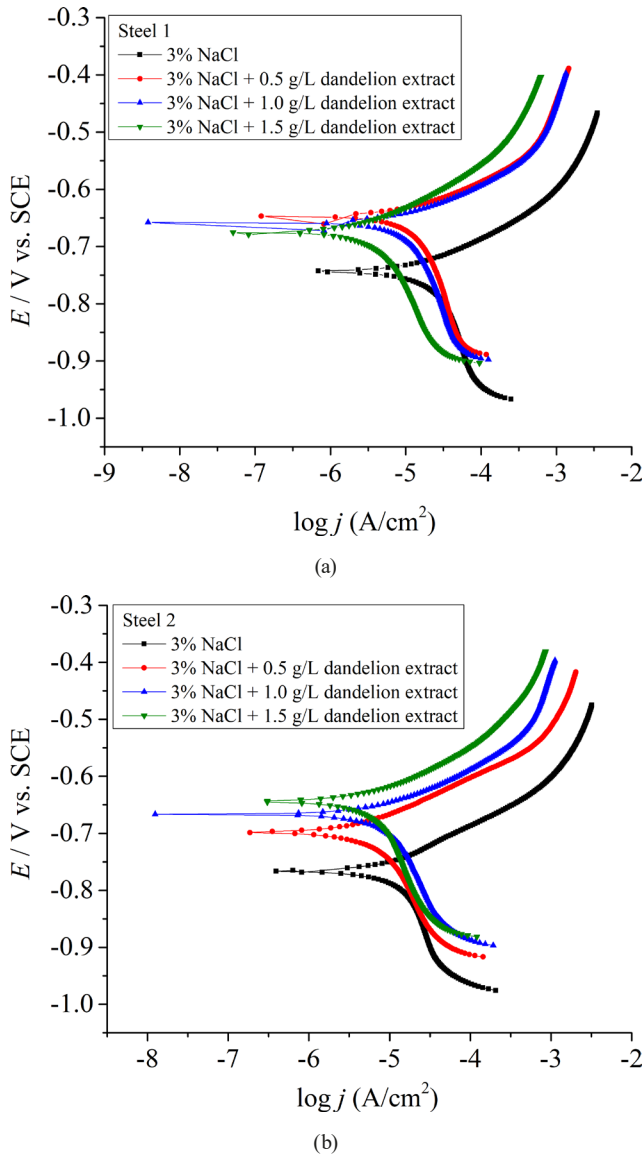 Steel 1
3% NaCl
3% NaCl + 0.5 g/L dandelion extract
3% NaCl + 1.0 g/L dandelion extract
3% NaCl + 1.5 g/L dandelion extract
E / V vs. SCE
-0.3
-0.4
-0.5
-0.6
-0.7
-0.8
-0.9
-1.0
-9 -8 -7 -6 -5 -4 -3 -2
log j (A/cm²)
(a)
Steel 2
3% NaCl
3% NaCl + 0.5 g/L dandelion extract
3% NaCl + 1.0 g/L dandelion extract
3% NaCl + 1.5 g/L dandelion extract
E / V vs. SCE
-0.3
-0.4
-0.5
-0.6
-0.7
-0.8
-0.9
-1.0
-8 -7 -6 -5 -4 -3 -2
log j (A/cm²)
(b)